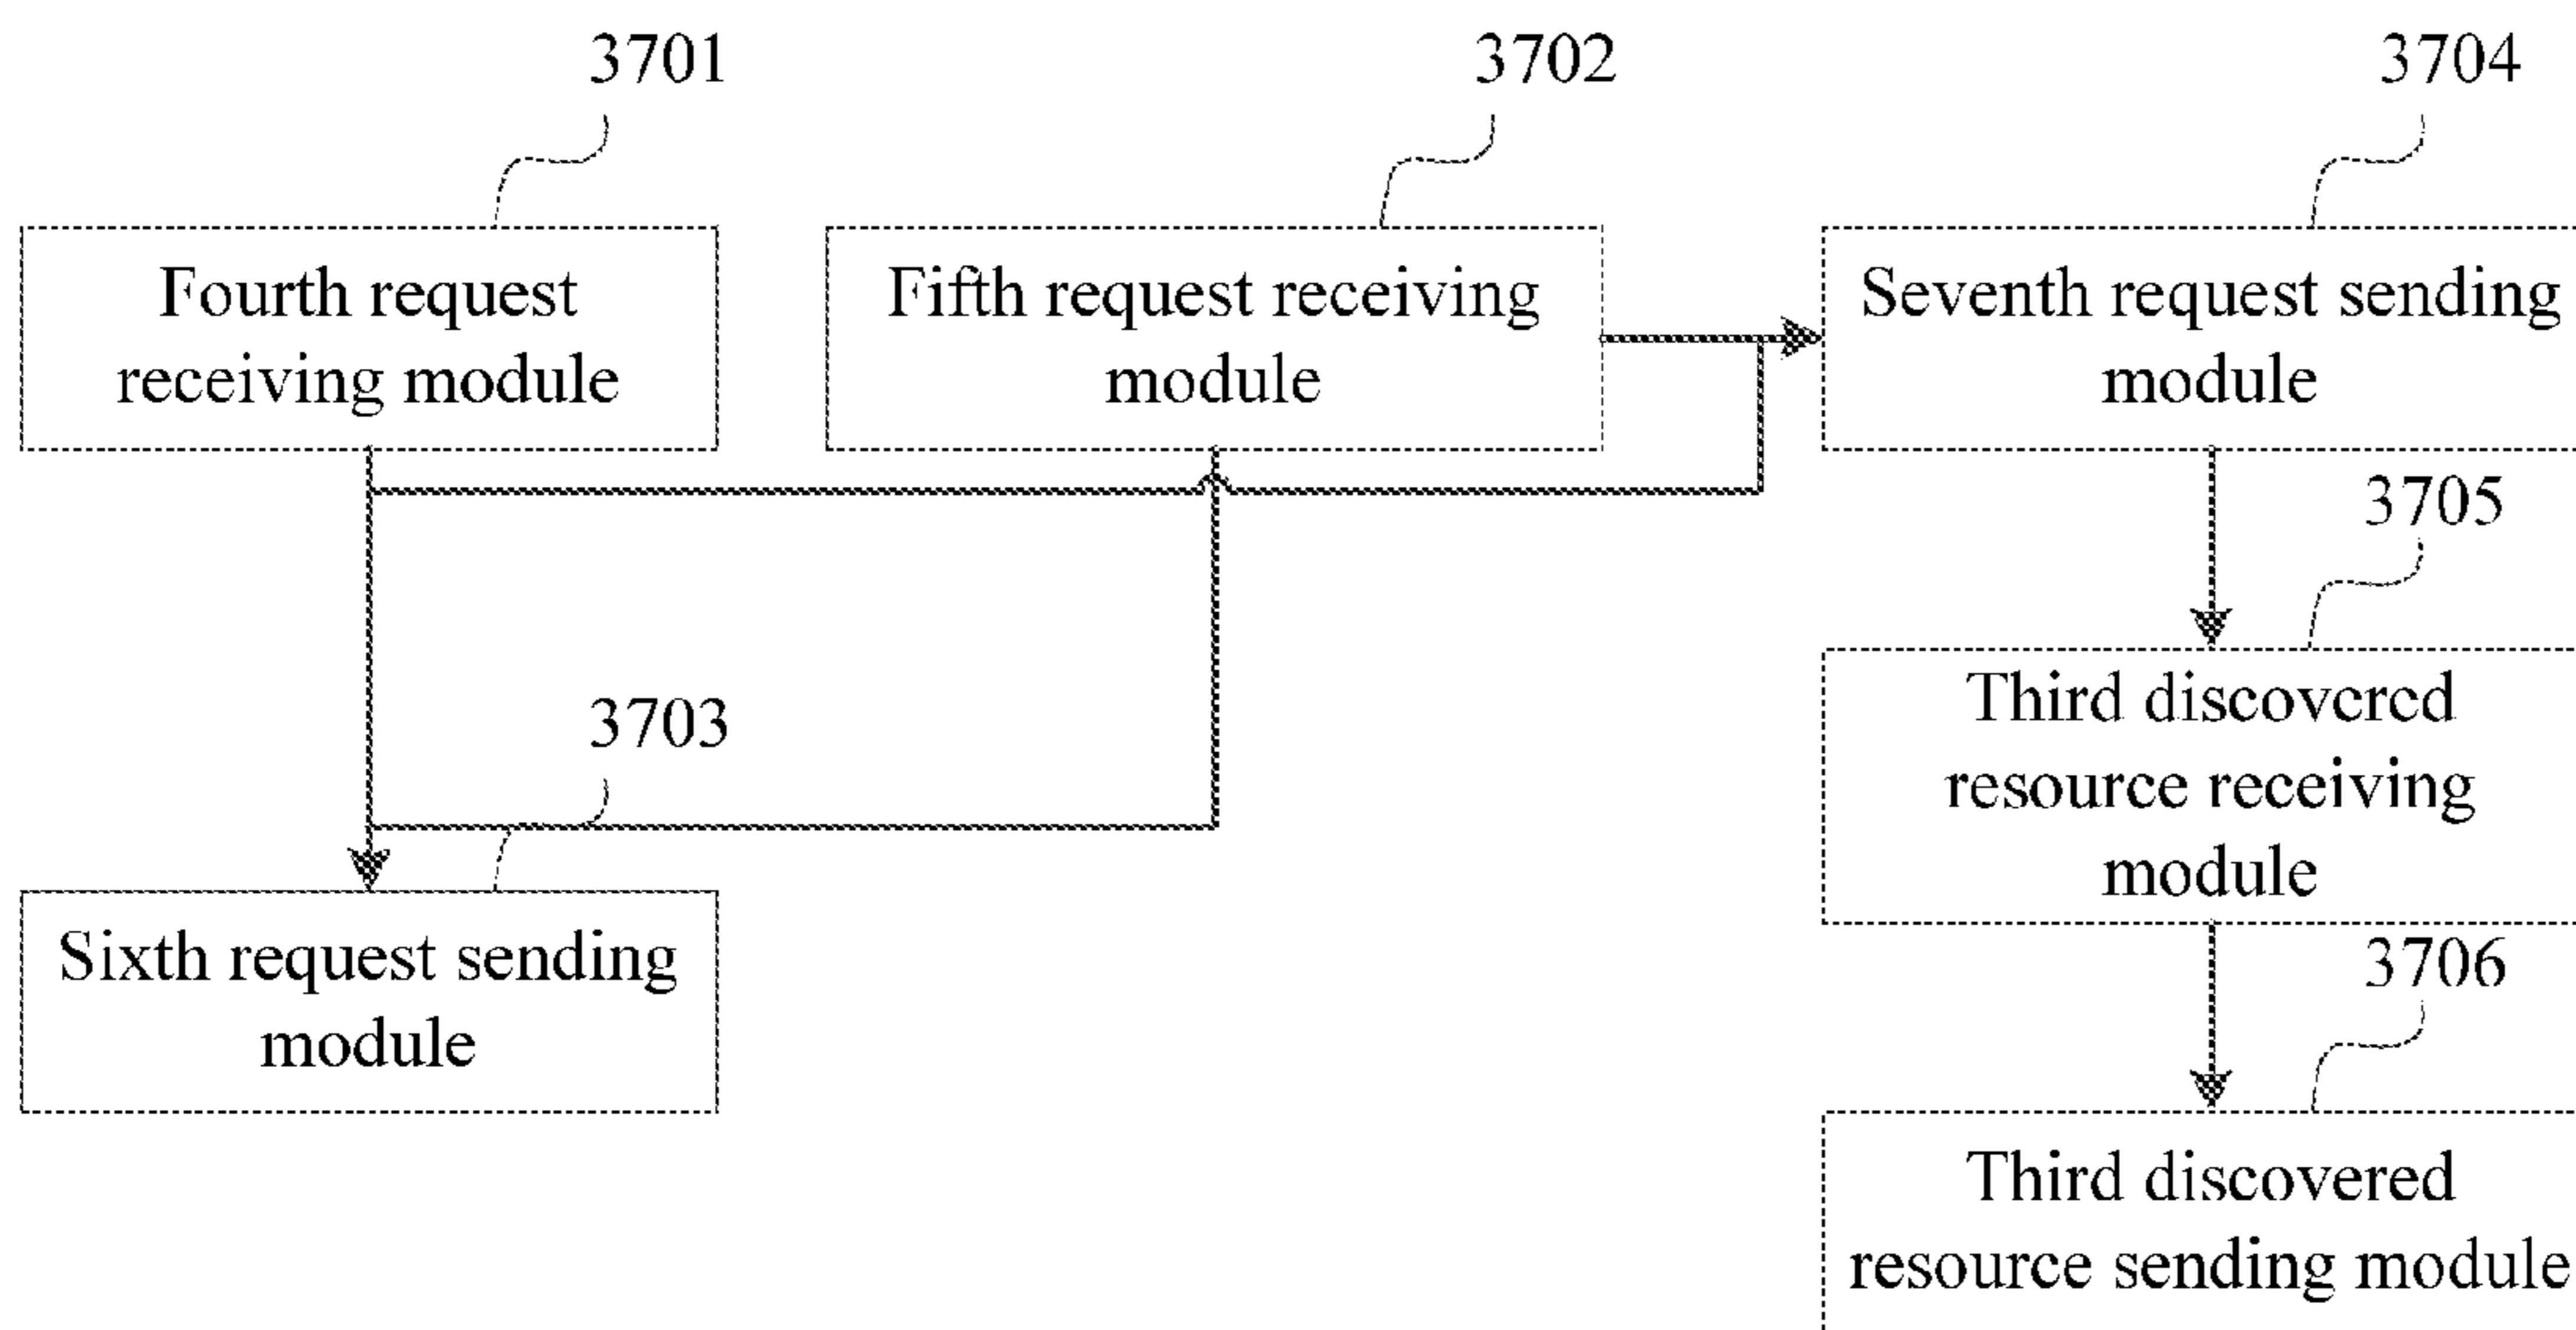 3701
3702
3704
Fourth request
receiving module
Fifth request receiving
module
Seventh request sending
module
3705
Third discovered
resource receiving
module
3703
Sixth request sending
module
3706
Third discovered
resource sending module